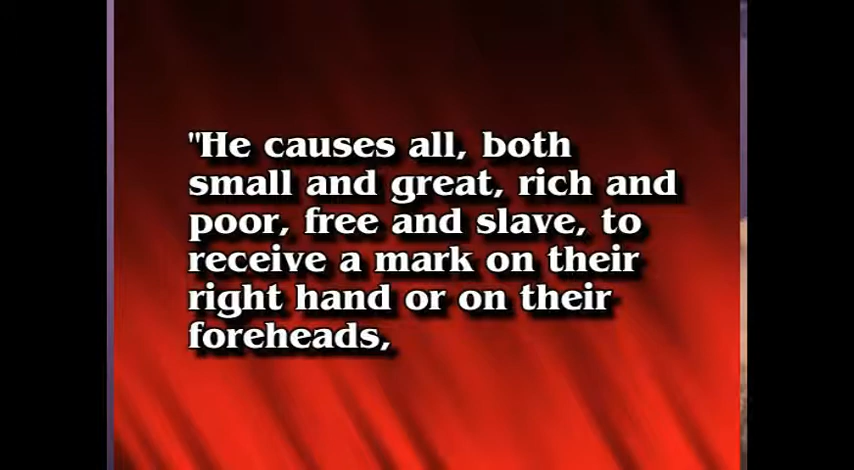 "He causes all, both
small and great, rich and
poor, free and slave, to
receive a mark on their
right hand or on their
foreheads,